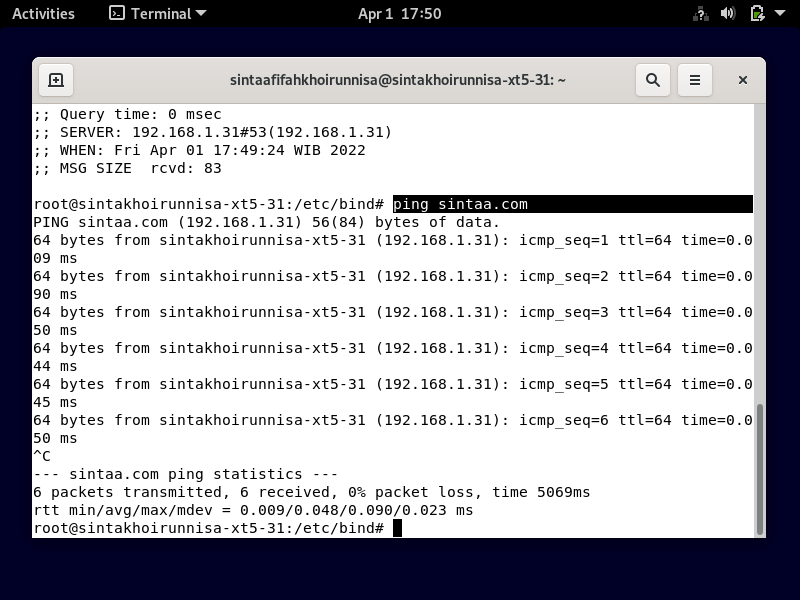 Activities Terminal Apr 1 17:50
sintaafifahkhoirunnisa@sintakhoirunnisa-xt5-31: ~
;; Query time: 0 msec
;; SERVER: 192.168.1.31#53(192.168.1.31)
;; WHEN: Fri Apr 01 17:49:24 WIB 2022
;; MSG SIZE  rcvd: 83
root@sintakhoirunnisa-xt5-31:/etc/bind# ping sintaa.com
PING sintaa.com (192.168.1.31) 56(84) bytes of data.
64 bytes from sintakhoirunnisa-xt5-31 (192.168.1.31): icmp_seq=1 ttl=64 time=0.0
09 ms
64 bytes from sintakhoirunnisa-xt5-31 (192.168.1.31): icmp_seq=2 ttl=64 time=0.0
90 ms
64 bytes from sintakhoirunnisa-xt5-31 (192.168.1.31): icmp_seq=3 ttl=64 time=0.0
50 ms
64 bytes from sintakhoirunnisa-xt5-31 (192.168.1.31): icmp_seq=4 ttl=64 time=0.0
44 ms
64 bytes from sintakhoirunnisa-xt5-31 (192.168.1.31): icmp_seq=5 ttl=64 time=0.0
45 ms
64 bytes from sintakhoirunnisa-xt5-31 (192.168.1.31): icmp_seq=6 ttl=64 time=0.0
50 ms
^C
--- sintaa.com ping statistics ---
6 packets transmitted, 6 received, 0% packet loss, time 5069ms
rtt min/avg/max/mdev = 0.009/0.048/0.090/0.023 ms
root@sintakhoirunnisa-xt5-31:/etc/bind#